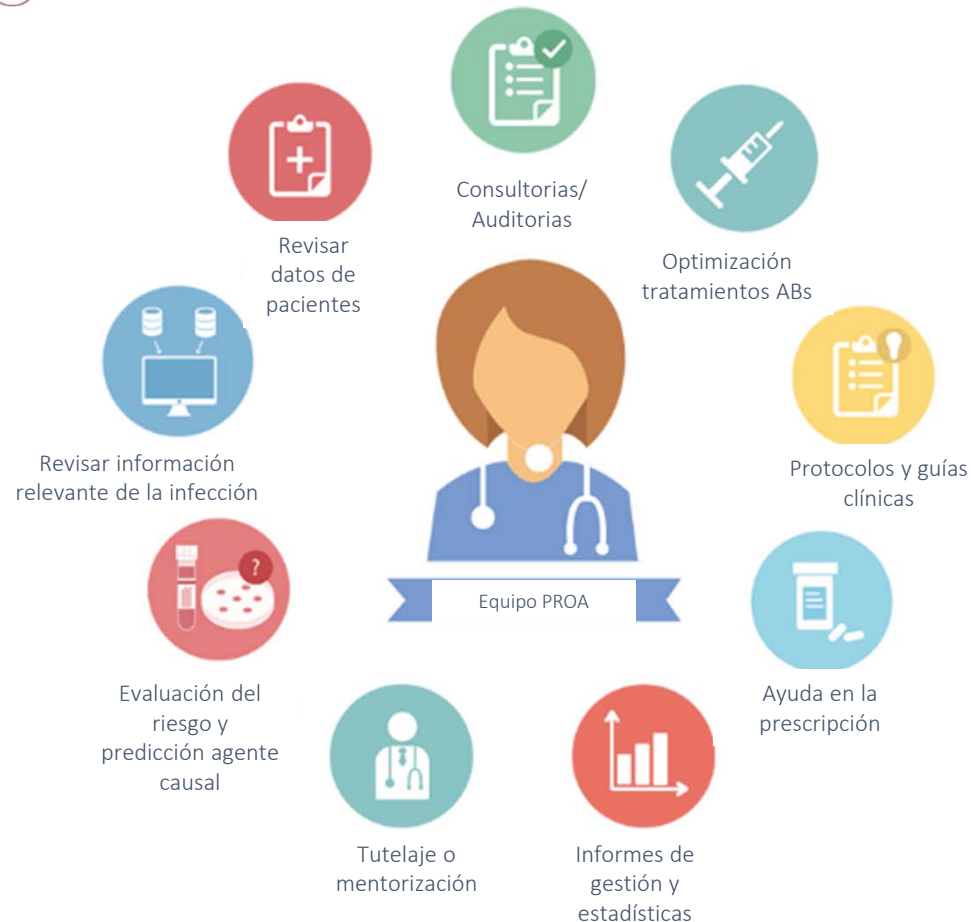 Consultorias/
Auditorias
Revisar
datos de
pacientes
Optimización
tratamientos ABs
Revisar información
relevante de la infección
Protocolos y guías
clínicas
?
Equipo PROA
Evaluación del
riesgo y
predicción agente
causal
Ayuda en la
prescripción
Tutelaje o
mentorización
Informes de
gestión y
estadísticas